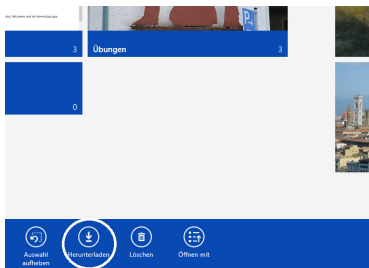 3
Übungen 3
0
Auswahl aufheben
Herunterladen
Löschen
Öffnen mit